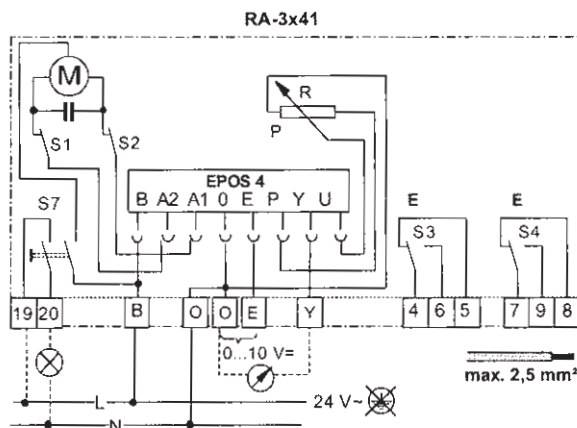 RA-3x41
M
R
P
S1
S2
EPOS 4
B A2 A1 0 E P Y U
E
E
S7
S3
S4
19 20 B O O E Y 4 6 5 7 9 8
0...10 V=
max. 2,5 mm²
L
24 V~
N